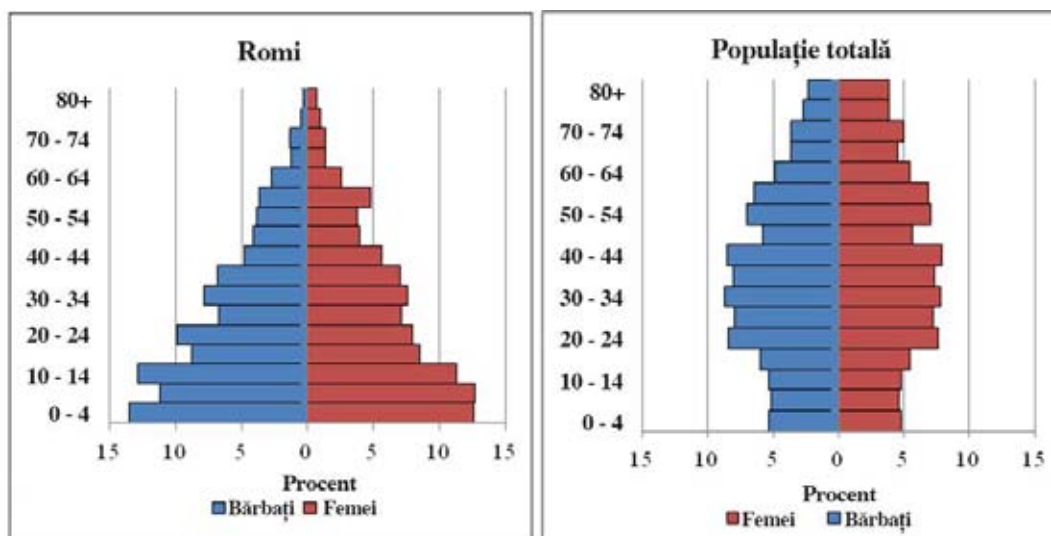 Romi
80+
70 - 74
60 - 64
50 - 54
40 - 44
30 - 34
20 - 24
10 - 14
0 - 4
15 10 5 0 5 10 15
Procent
Bărbați Femei
Populație totală
80+
70 - 74
60 - 64
50 - 54
40 - 44
30 - 34
20 - 24
10 - 14
0 - 4
15 10 5 0 5 10 15
Procent
Femei Bărbați